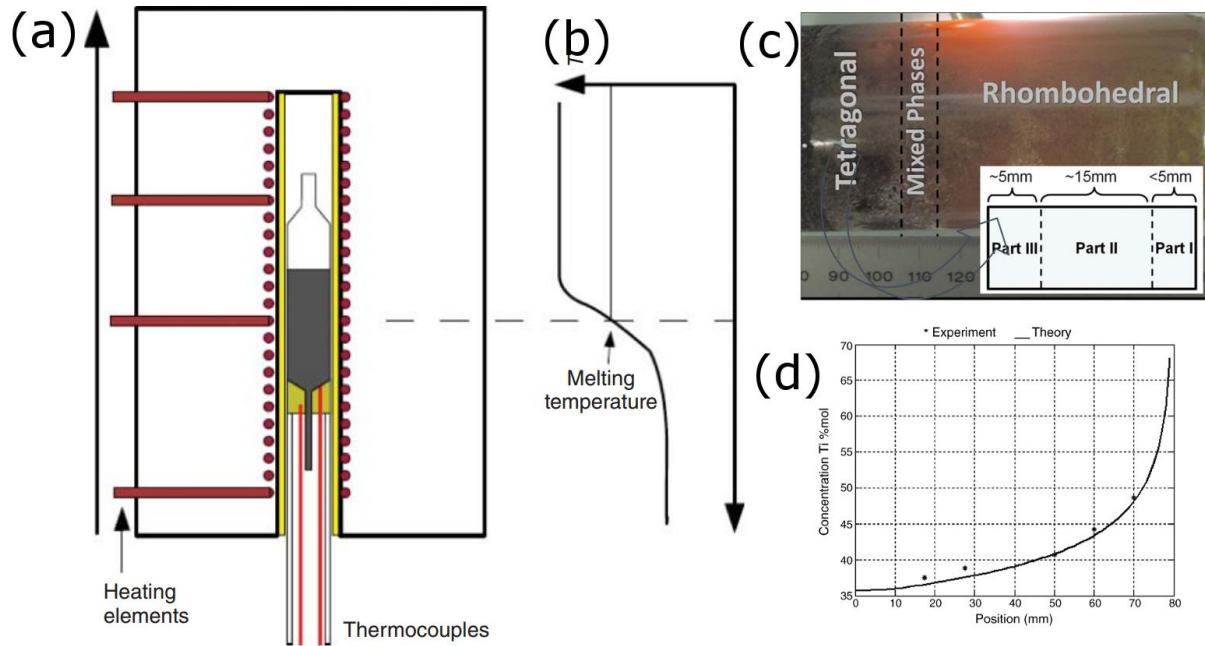 (a)
Heating
elements
Thermocouples
(b)
T
Melting
temperature
(c)
Tetragonal
Mixed Phases
Rhombohedral
~5mm
~15mm
<5mm
Part III
Part II
Part I
80 90 100 110 120
(d)
* Experiment __ Theory
Concentration Ti %mol
70
65
60
55
50
45
40
35
0 10 20 30 40 50 60 70 80
Position (mm)